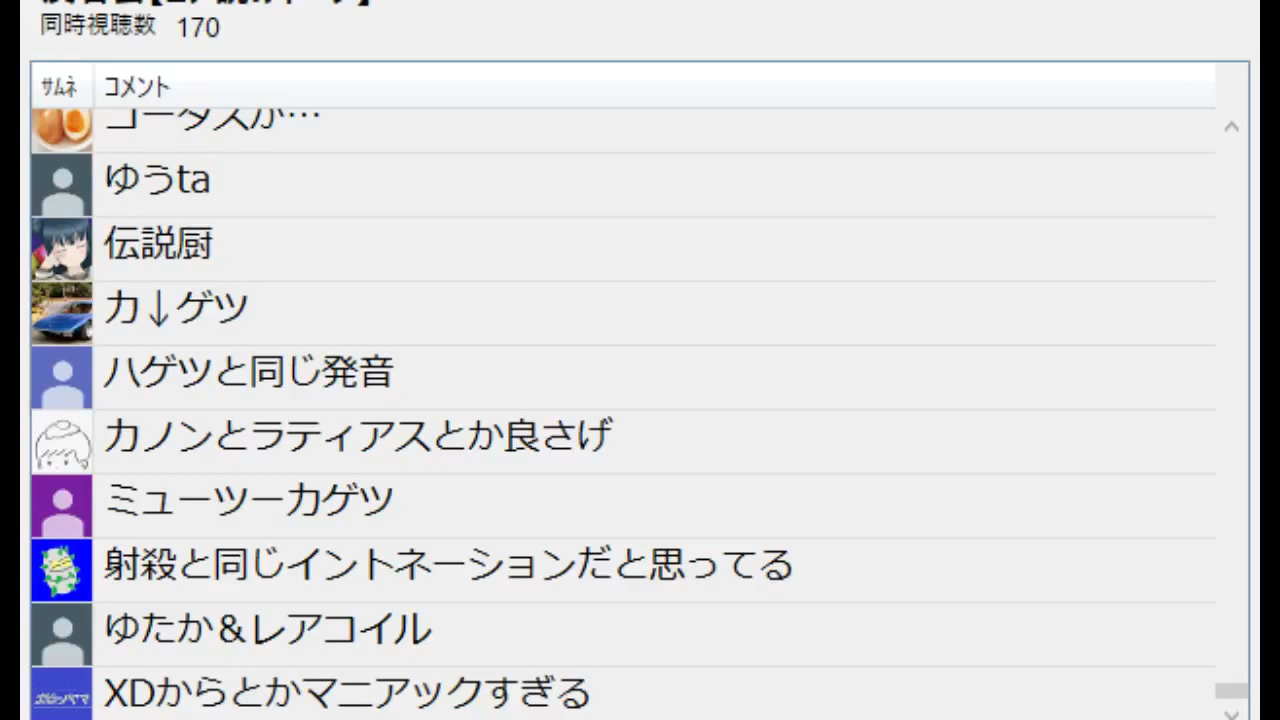 同時視聴数 170
ｻﾑﾈ コメント
ゆうta
伝説厨
カ↓ゲツ
ハゲツと同じ発音
カノンとラティアスとか良さげ
ミューツーカゲツ
射殺と同じイントネーションだと思ってる
ゆたか＆レアコイル
XDからとかマニアックすぎる